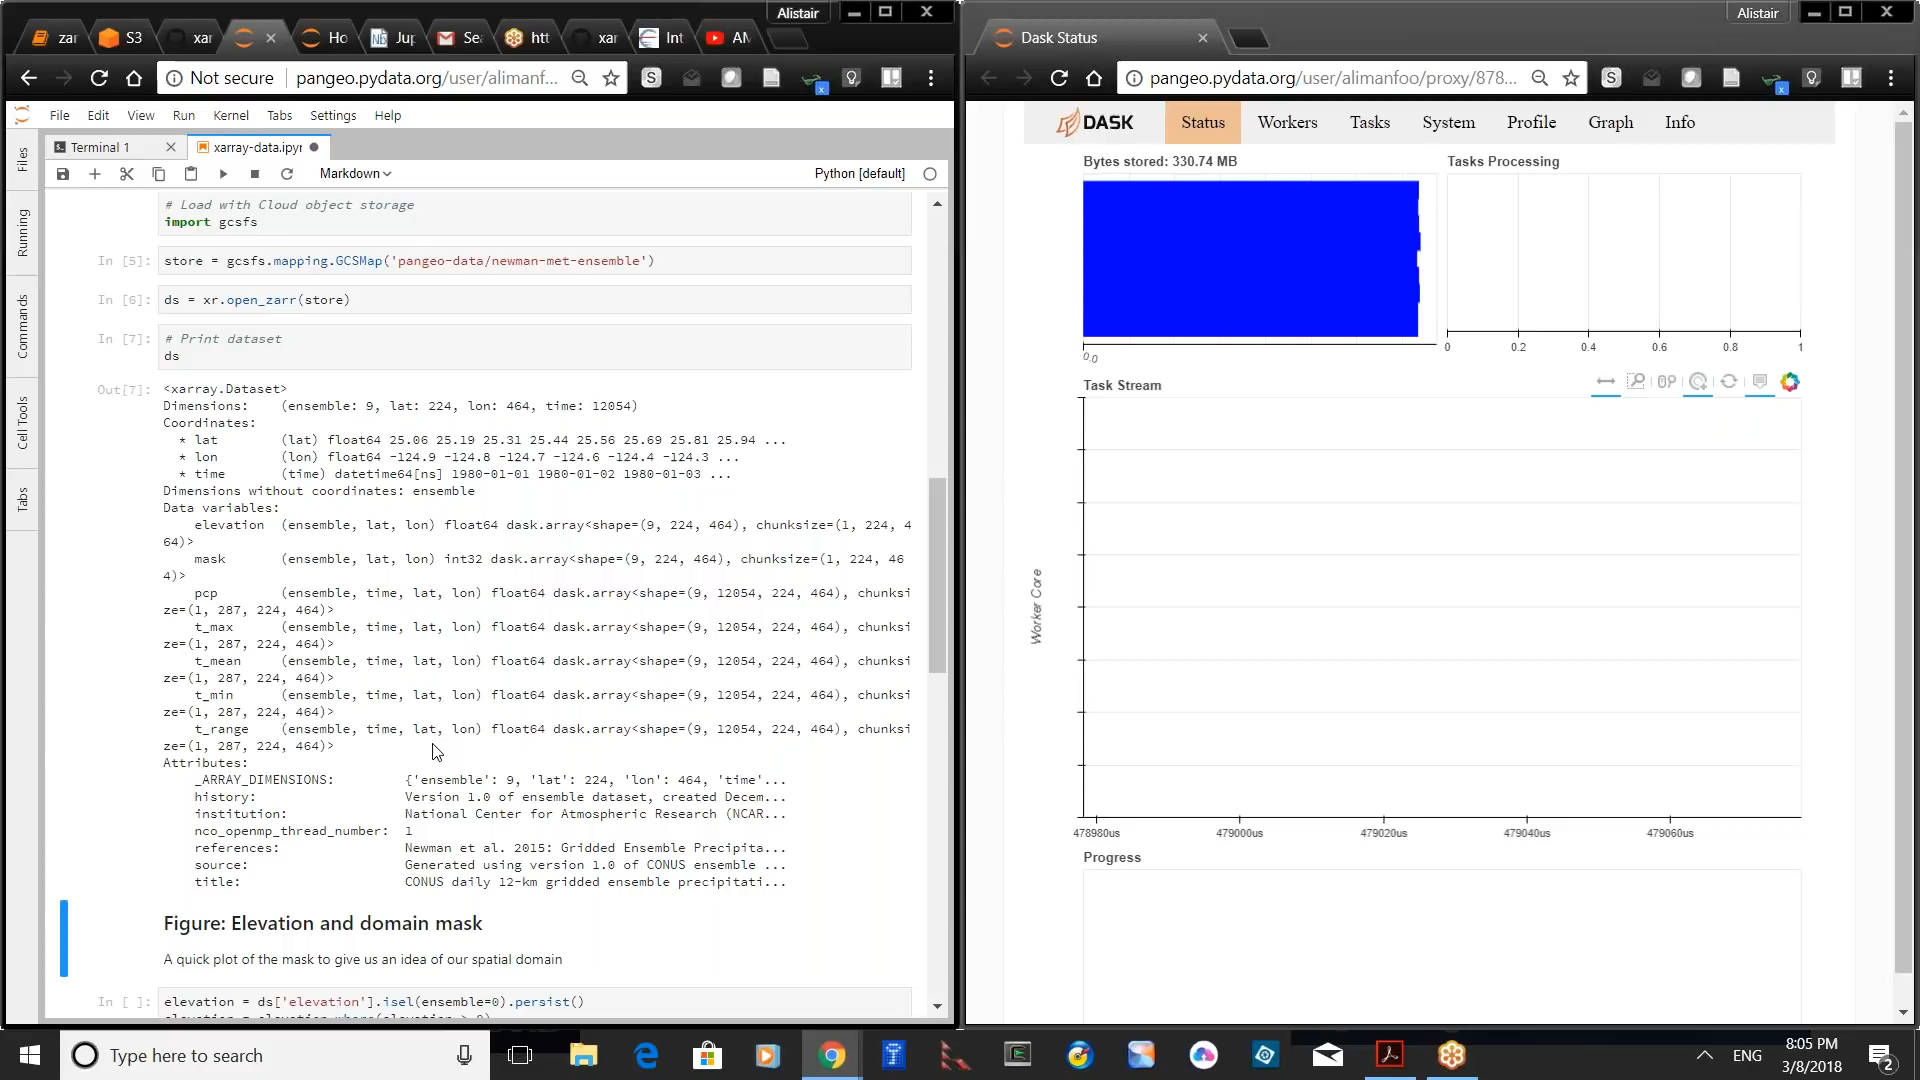 Alistair
zar
S3
xar
Ho
Jup
Se
htt
xar
Int
AN
Not secure
pangeo.pydata.org/user/alimanf...
File Edit View Run Kernel Tabs Help
Files
Running
Commands
Cell Tools
Tabs
Terminal 1
xarray-data.ipyr
Markdown
Python [default]
# Load with Cloud object storage
import gcsfs
In [5]: store = gcsfs.mapping.GCSMap('pangeo-data/newman-met-ensemble')
In [6]: ds = xr.open_zarr(store)
In [7]: # Print dataset
ds
Out[7]: <xarray.Dataset>
Dimensions: (ensemble: 9, lat: 224, lon: 464, time: 12054)
Coordinates:
* lat (lat) float64 25.06 25.19 25.31 25.44 25.56 25.69 25.81 25.94 ...
* lon (lon) float64 -124.9 -124.8 -124.7 -124.6 -124.4 -124.3 ...
* time (time) datetime64[ns] 1980-01-01 1980-01-02 1980-01-03 ...
Dimensions without coordinates: ensemble
Data variables:
elevation (ensemble, lat, lon) float64 dask.array<shape=(9, 224, 464), chunksize=(1, 224, 4
64)>
mask (ensemble, lat, lon) int32 dask.array<shape=(9, 224, 464), chunksize=(1, 224, 46
4)>
pcp (ensemble, time, lat, lon) float64 dask.array<shape=(9, 12054, 224, 464), chunksi
ze=(1, 287, 224, 464)>
t_max (ensemble, time, lat, lon) float64 dask.array<shape=(9, 12054, 224, 464), chunksi
ze=(1, 287, 224, 464)>
t_mean (ensemble, time, lat, lon) float64 dask.array<shape=(9, 12054, 224, 464), chunksi
ze=(1, 287, 224, 464)>
t_min (ensemble, time, lat, lon) float64 dask.array<shape=(9, 12054, 224, 464), chunksi
ze=(1, 287, 224, 464)>
t_range (ensemble, time, lat, lon) float64 dask.array<shape=(9, 12054, 224, 464), chunksi
ze=(1, 287, 224, 464)>
Attributes:
_ARRAY_DIMENSIONS: {'ensemble': 9, 'lat': 224, 'lon': 464, 'time'...
history: Version 1.0 of ensemble dataset, created Decem...
institution: National Center for Atmospheric Research (NCAR...
nco_openmp_thread_number: 1
references: Newman et al. 2015: Gridded Ensemble Precipita...
source: Generated using version 1.0 of CONUS ensemble ...
title: CONUS daily 12-km gridded ensemble precipitati...
Figure: Elevation and domain mask
A quick plot of the mask to give us an idea of our spatial domain
In [ ]: elevation = ds['elevation'].isel(ensemble=0).persist()
Alistair
Dask Status
pangeo.pydata.org/user/alimanfoo/proxy/878...
DASK Status Workers Tasks System Profile Graph Info
Bytes stored: 330.74 MB
0.0
Tasks Processing
0 0.2 0.4 0.6 0.8 1
Task Stream
Worker Core
478980us 479000us 479020us 479040us 479060us
Progress
Type here to search
ENG
8:05 PM
3/8/2018
2